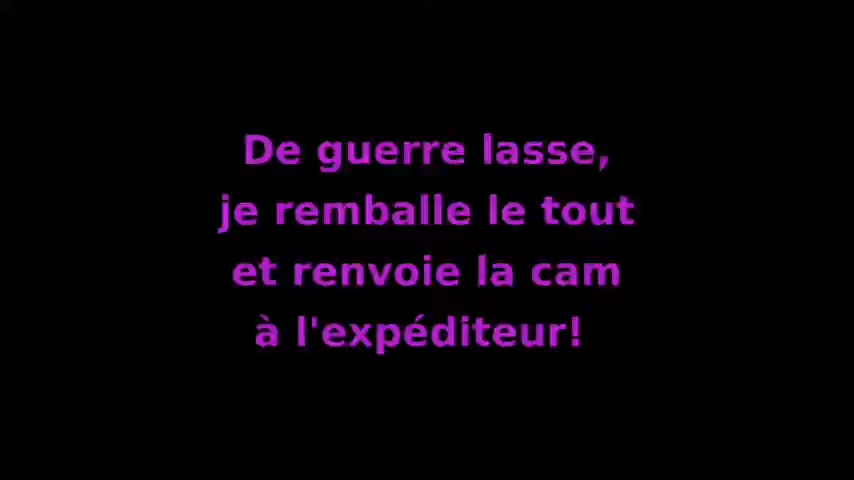 De guerre lasse,
je remballe le tout
et renvoie la cam
à l'expéditeur!